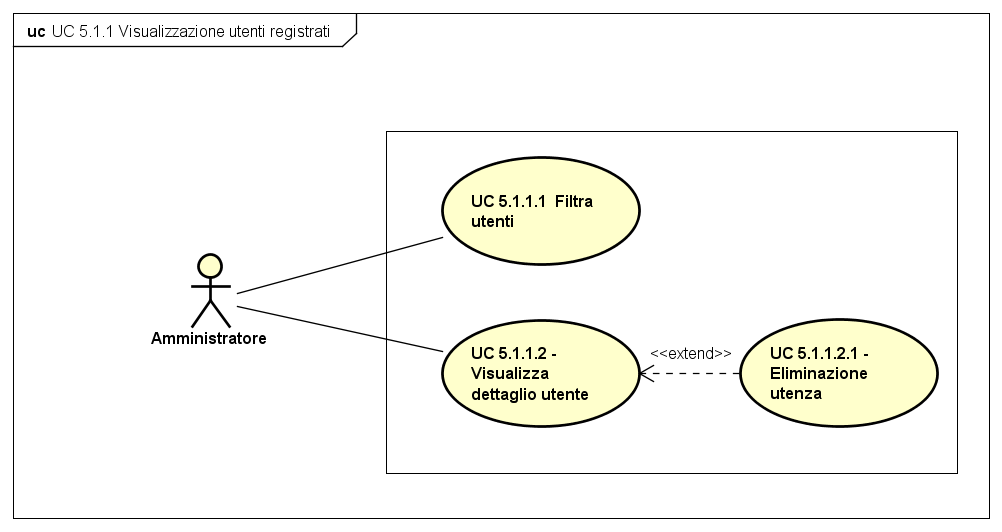 uc UC 5.1.1 Visualizzazione utenti registrati
UC 5.1.1.1 Filtra
utenti
Amministratore
UC 5.1.1.2 -
Visualizza
dettaglio utente
<<extend>>
UC 5.1.1.2.1 -
Eliminazione
utenza